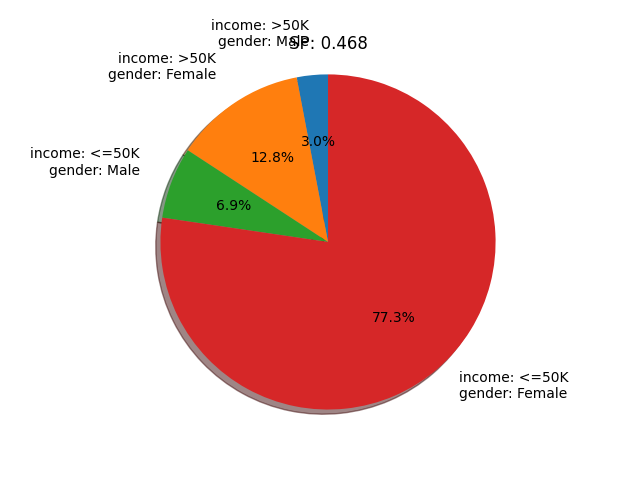 income: >50K
gender: Male
SP: 0.468
income: >50K
gender: Female
3.0%
12.8%
income: <=50K
gender: Male
6.9%
77.3%
income: <=50K
gender: Female